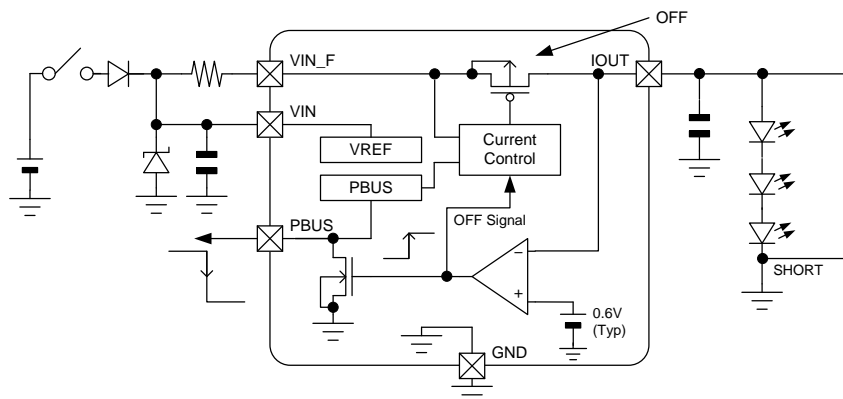 OFF
VIN_F
IOUT
VIN
VREF
Current
Control
PBUS
PBUS
OFF Signal
SHORT
−
+
0.6V
(Typ)
GND